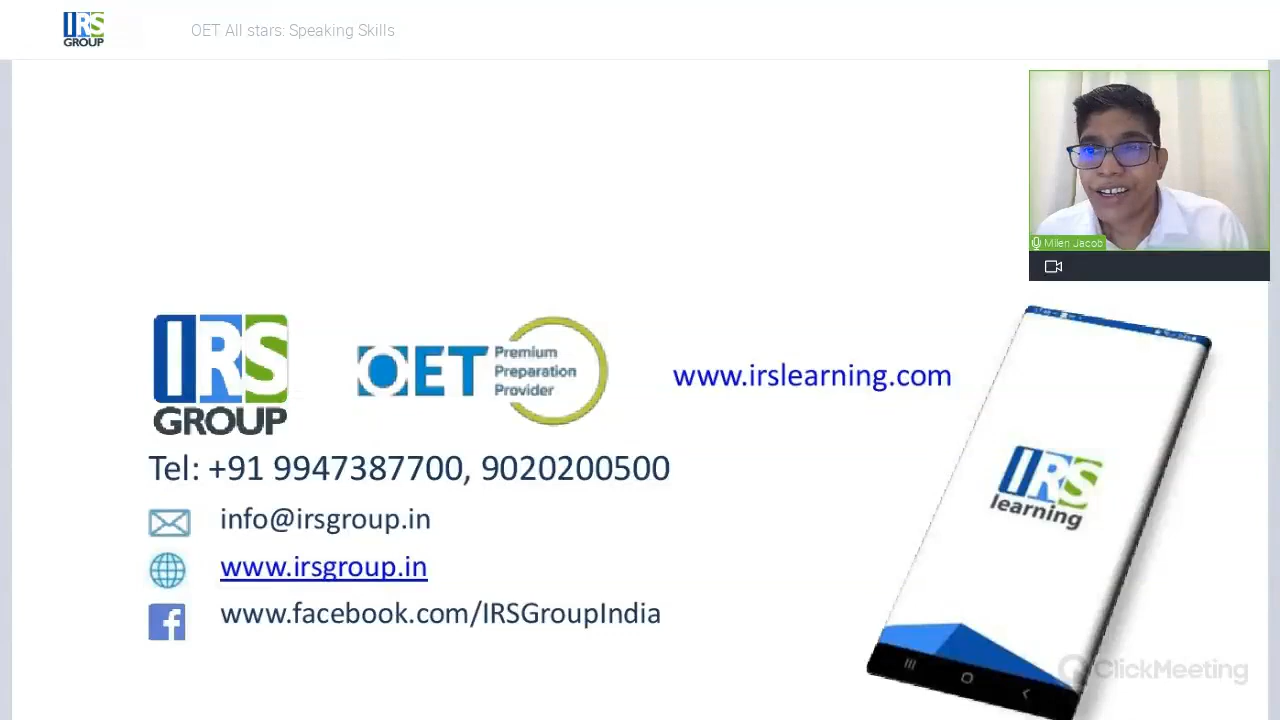 IRS
GROUP
OET All stars: Speaking Skills
Milen Jacob
IRS
GROUP
OET
Premium
Preparation
Provider
www.irslearning.com
Tel: +91 9947387700, 9020200500
info@irsgroup.in
www.irsgroup.in
www.facebook.com/IRSGroupIndia
IRS
learning
ClickMeeting